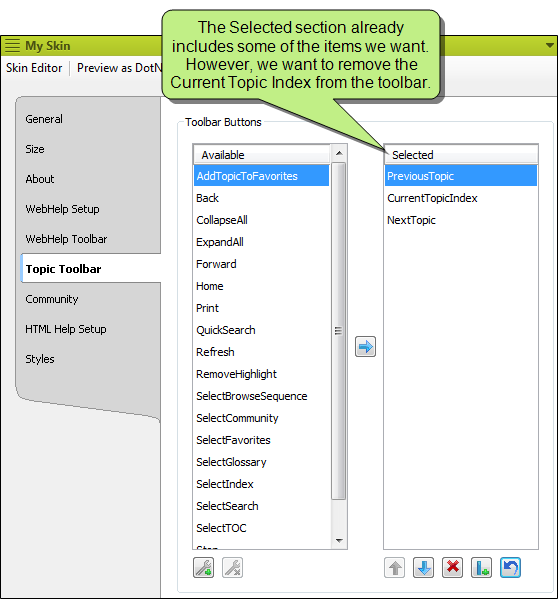 The Selected section already
includes some of the items we want.
However, we want to remove the
Current Topic Index from the toolbar.
My Skin
Skin Editor
Preview as DotN
General
Size
About
WebHelp Setup
WebHelp Toolbar
Topic Toolbar
Community
HTML Help Setup
Styles
Toolbar Buttons
Available
AddTopicToFavorites
Back
CollapseAll
ExpandAll
Forward
Home
Print
QuickSearch
Refresh
RemoveHighlight
SelectBrowseSequence
SelectCommunity
SelectFavorites
SelectGlossary
SelectIndex
SelectSearch
SelectTOC
Selected
PreviousTopic
CurrentTopicIndex
NextTopic